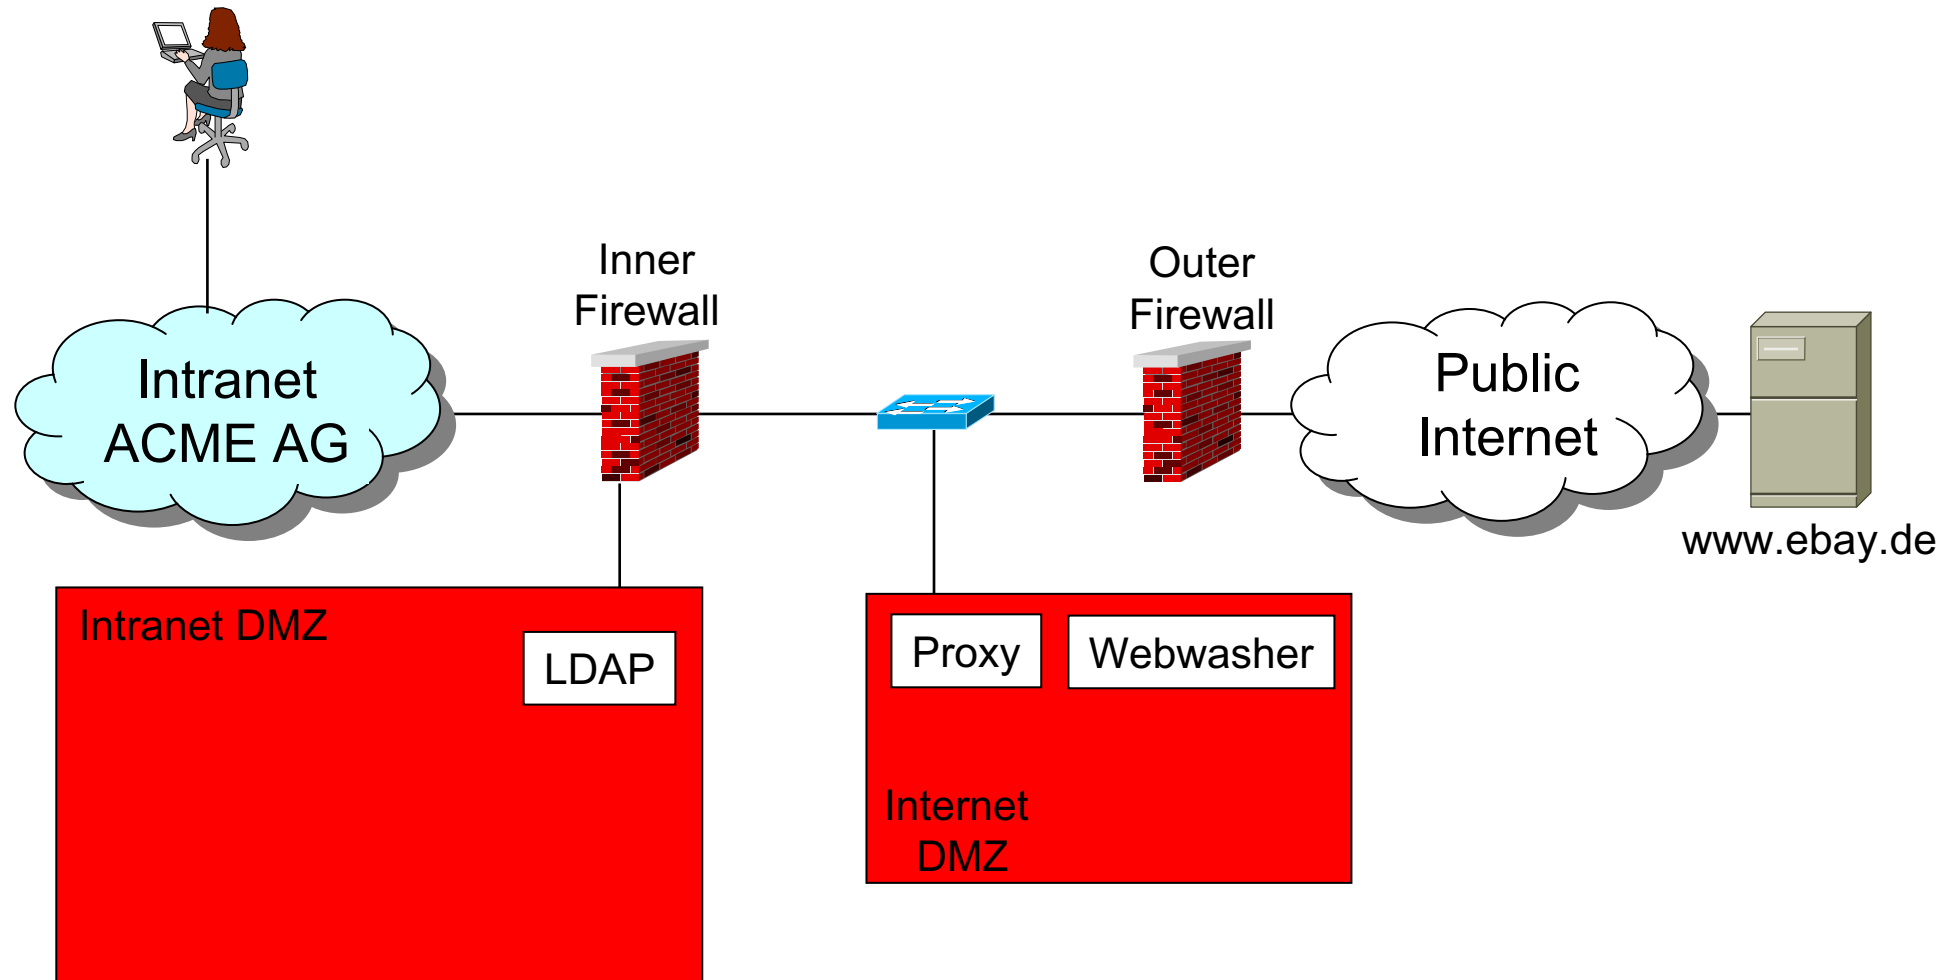 Inner
Firewall
Outer
Firewall
Intranet
ACME AG
Public
Internet
www.ebay.de
Intranet DMZ
LDAP
Proxy
Webwasher
Internet
DMZ